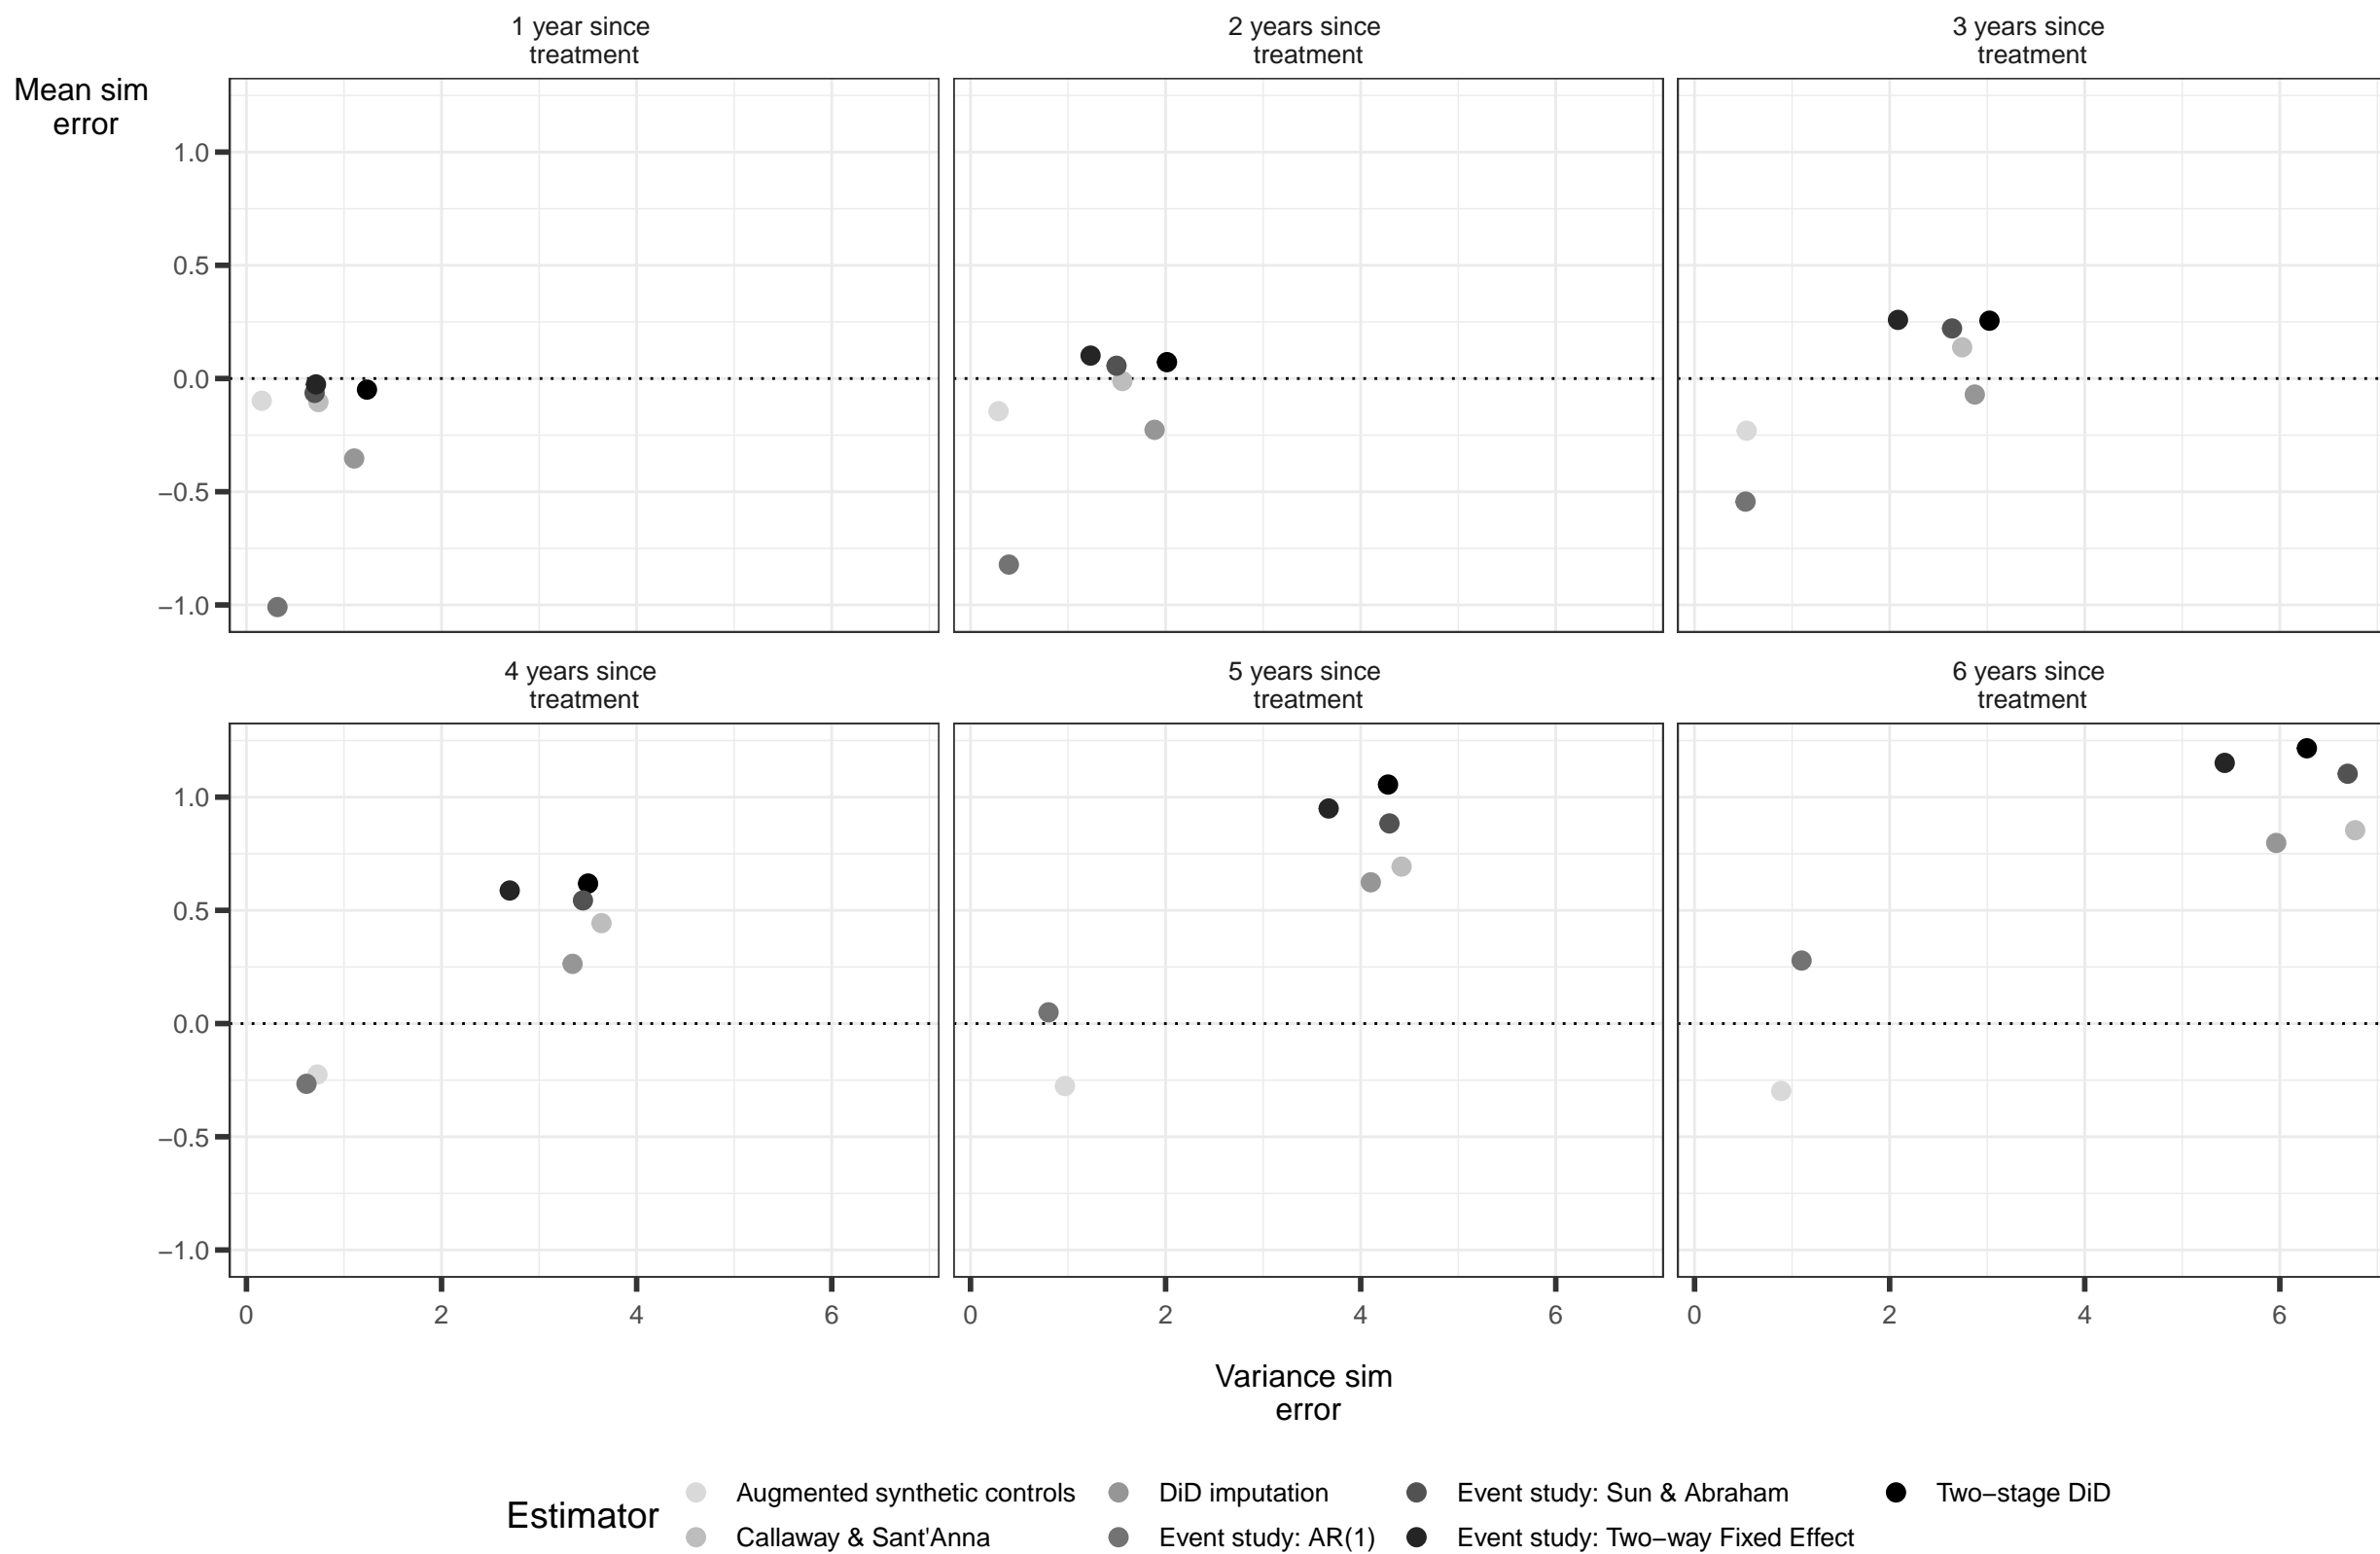 1 year since
treatment
2 years since
treatment
3 years since
treatment
Mean sim
error
1.0
0.5
0.0
−0.5
−1.0
4 years since
treatment
5 years since
treatment
6 years since
treatment
1.0
0.5
0.0
−0.5
−1.0
0 2 4 6 0 2 4 6 0 2 4 6
Variance sim
error
Estimator
Augmented synthetic controls DiD imputation Event study: Sun & Abraham Two−stage DiD
Callaway & Sant'Anna Event study: AR(1) Event study: Two−way Fixed Effect